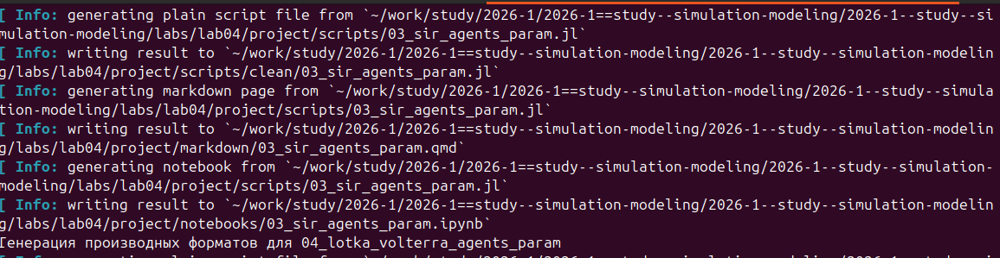 [ Info: generating plain script file from `~/work/study/2026-1/2026-1==study--simulation-modeling/2026-1--study--si
mulation-modeling/labs/lab04/project/scripts/03_sir_agents_param.jl`
[ Info: writing result to `~/work/study/2026-1/2026-1==study--simulation-modeling/2026-1--study--simulation-modelin
g/labs/lab04/project/scripts/clean/03_sir_agents_param.jl`
[ Info: generating markdown page from `~/work/study/2026-1/2026-1==study--simulation-modeling/2026-1--study--simula
tion-modeling/labs/lab04/project/scripts/03_sir_agents_param.jl`
[ Info: writing result to `~/work/study/2026-1/2026-1==study--simulation-modeling/2026-1--study--simulation-modelin
g/labs/lab04/project/markdown/03_sir_agents_param.qmd`
[ Info: generating notebook from `~/work/study/2026-1/2026-1==study--simulation-modeling/2026-1--study--simulation-
modeling/labs/lab04/project/scripts/03_sir_agents_param.jl`
[ Info: writing result to `~/work/study/2026-1/2026-1==study--simulation-modeling/2026-1--study--simulation-modelin
g/labs/lab04/project/notebooks/03_sir_agents_param.ipynb`
Генерация производных форматов для 04_lotka_volterra_agents_param